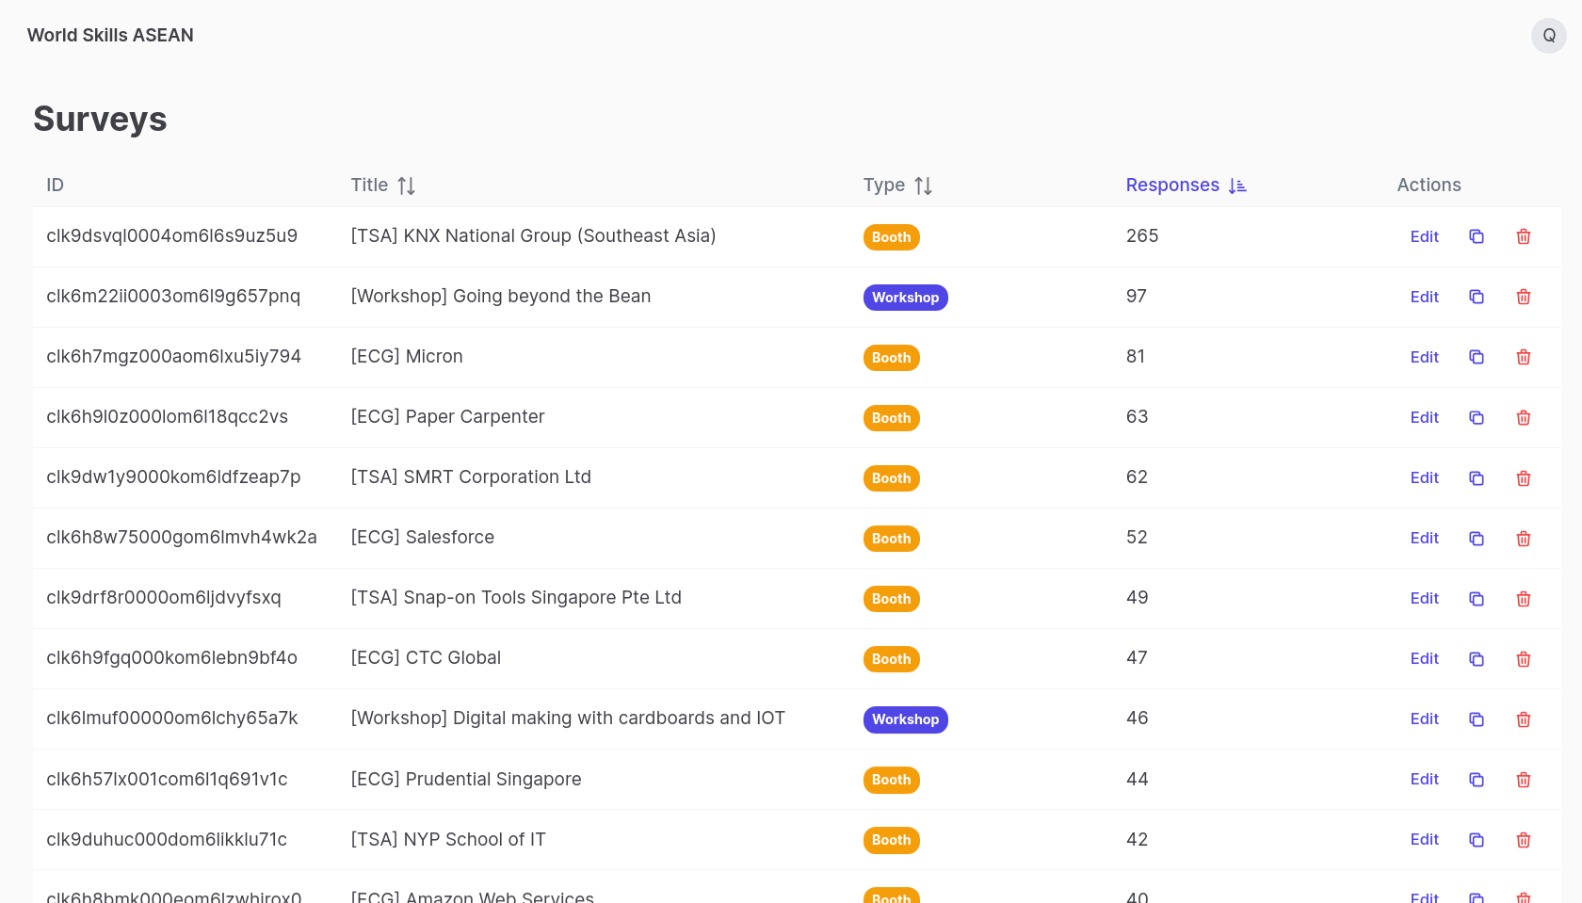 World Skills ASEAN Q
Surveys
ID Title Type Responses Actions
clk9dsvql0004om6l6s9uz5u9 [TSA] KNX National Group (Southeast Asia) Booth 265 Edit
clk6m22ii0003om6l9g657pnq [Workshop] Going beyond the Bean Workshop 97 Edit
clk6h7mgz000aom6lxu5iy794 [ECG] Micron Booth 81 Edit
clk6h9l0z000lom6l18qcc2vs [ECG] Paper Carpenter Booth 63 Edit
clk9dw1y9000kom6ldfzeap7p [TSA] SMRT Corporation Ltd Booth 62 Edit
clk6h8w75000gom6lmvh4wk2a [ECG] Salesforce Booth 52 Edit
clk9drf8r0000om6ljdvyfsxq [TSA] Snap-on Tools Singapore Pte Ltd Booth 49 Edit
clk6h9fgq000kom6lebn9bf4o [ECG] CTC Global Booth 47 Edit
clk6lmuf00000om6lchy65a7k [Workshop] Digital making with cardboards and IOT Workshop 46 Edit
clk6h57lx001com6l1q691v1c [ECG] Prudential Singapore Booth 44 Edit
clk9duhuc000dom6likklu71c [TSA] NYP School of IT Booth 42 Edit
clk6h8bmk000eom6lzwhirox0 [ECG] Amazon Web Services Booth 40 Edit